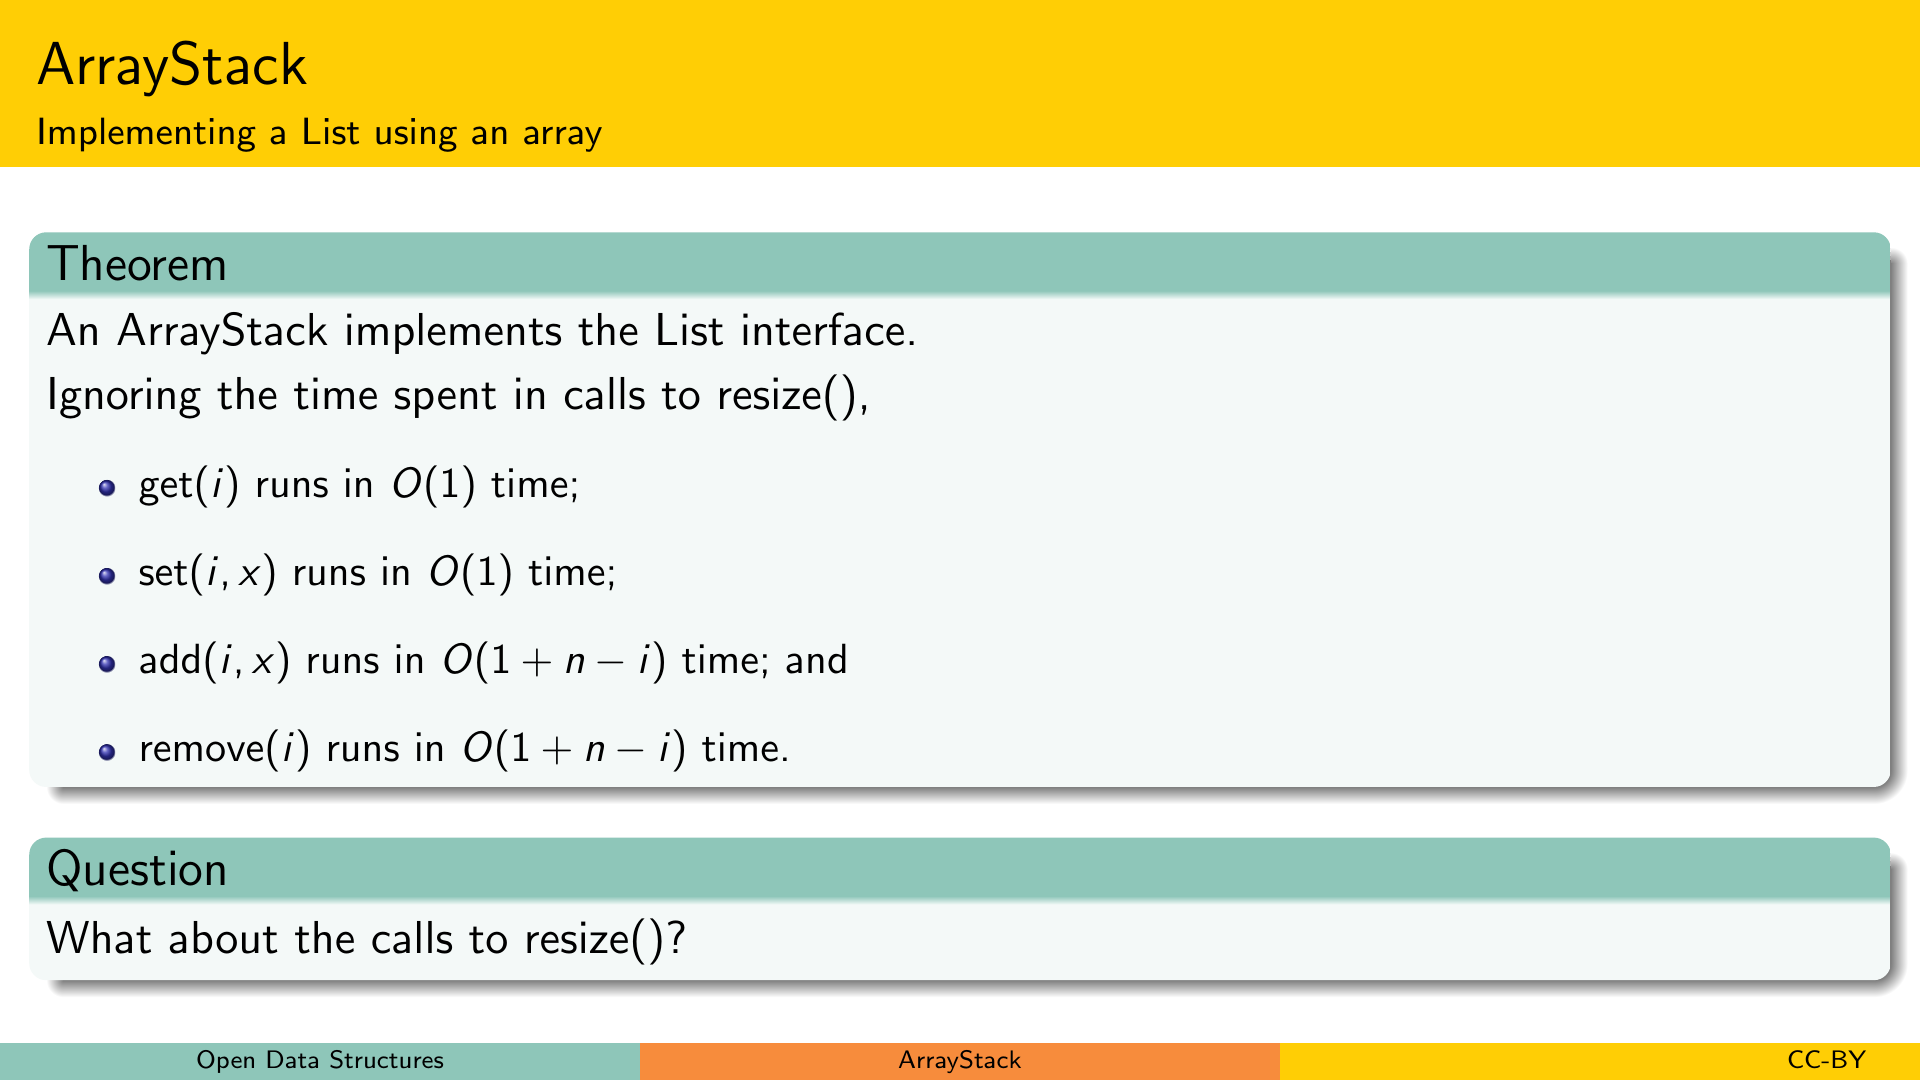 ArrayStack
Implementing a List using an array
Theorem
An ArrayStack implements the List interface.
Ignoring the time spent in calls to resize(),
• get(i) runs in O(1) time;
• set(i, x) runs in O(1) time;
• add(i, x) runs in O(1 + n − i) time; and
• remove(i) runs in O(1 + n − i) time.
Question
What about the calls to resize()?
Open Data Structures
ArrayStack
CC-BY